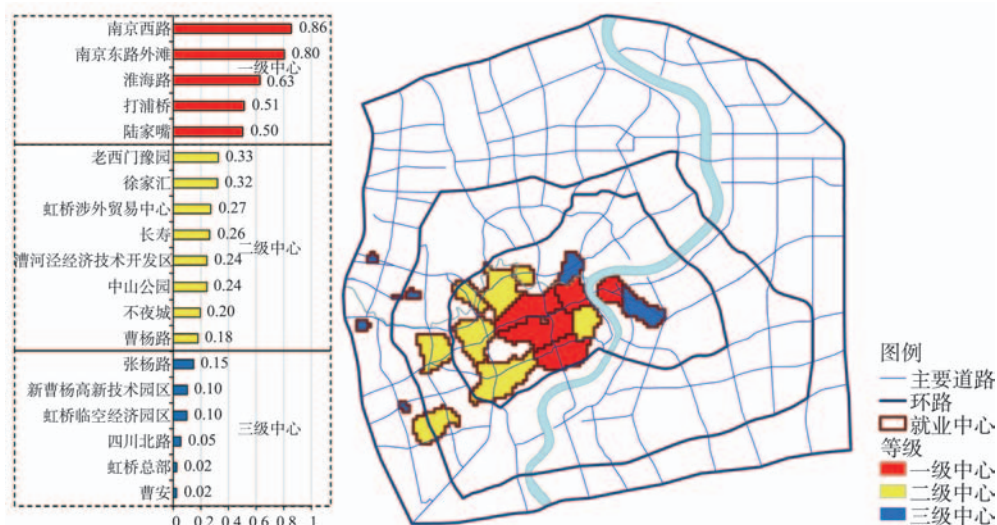 南京西路 0.86
南京东路外滩 0.80
一级中心
淮海路 0.63
打浦桥 0.51
陆家嘴 0.50
老西门豫园 0.33
徐家汇 0.32
虹桥涉外贸易中心 0.27
长寿 0.26
二级中心
漕河泾经济技术开发区 0.24
中山公园 0.24
不夜城 0.20
曹杨路 0.18
张杨路 0.15
新曹杨高新技术园区 0.10
虹桥临空经济园区 0.10
三级中心
四川北路 0.05
虹桥总部 0.02
曹安 0.02
0 0.2 0.4 0.6 0.8 1
图例
主要道路
环路
就业中心
等级
一级中心
二级中心
三级中心